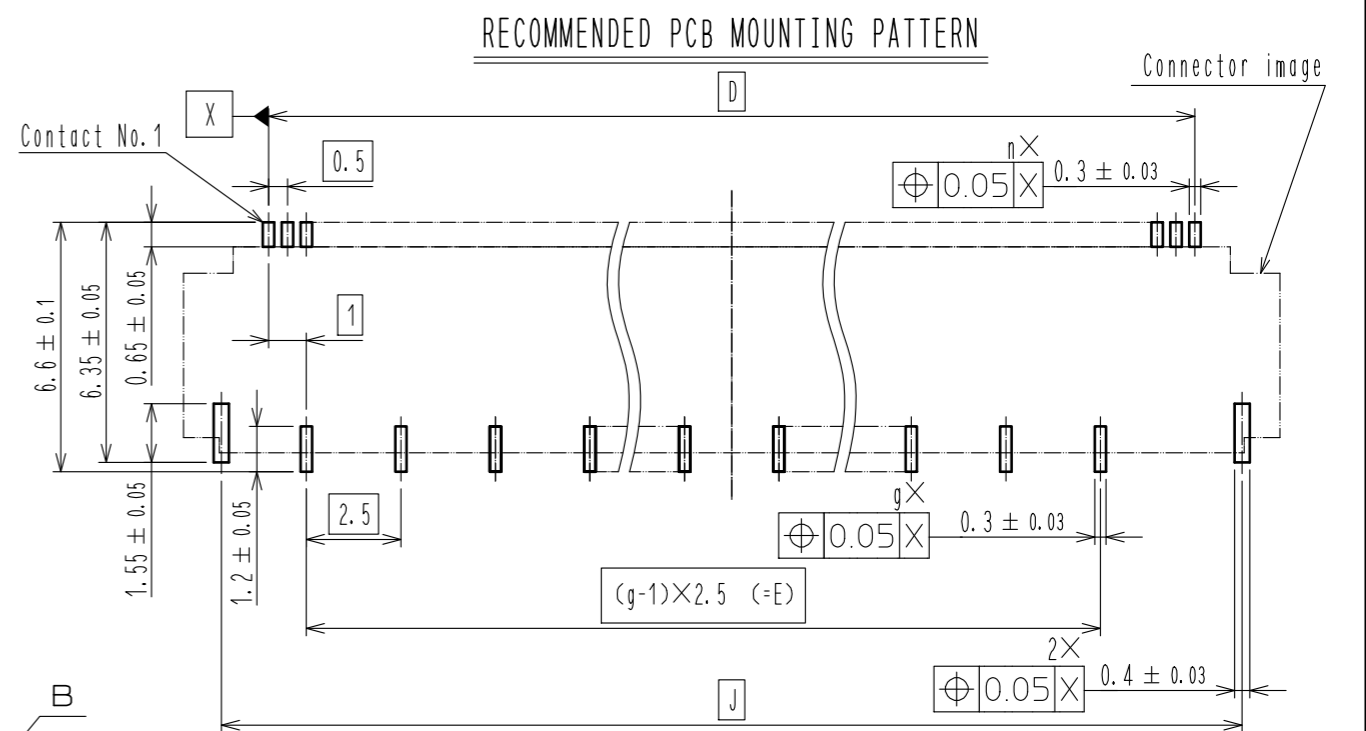 RECOMMENDED PCB MOUNTING PATTERN
Connector image
D
X
Contact No.1
0.5
n×
⌖ 0.05 X 0.3 ± 0.03
1
6.6 ± 0.1
6.35 ± 0.05
0.65 ± 0.05
1.55 ± 0.05
1.2 ± 0.05
2.5
g×
⌖ 0.05 X 0.3 ± 0.03
(g-1)×2.5 (=E)
2×
⌖ 0.05 X 0.4 ± 0.03
B
J